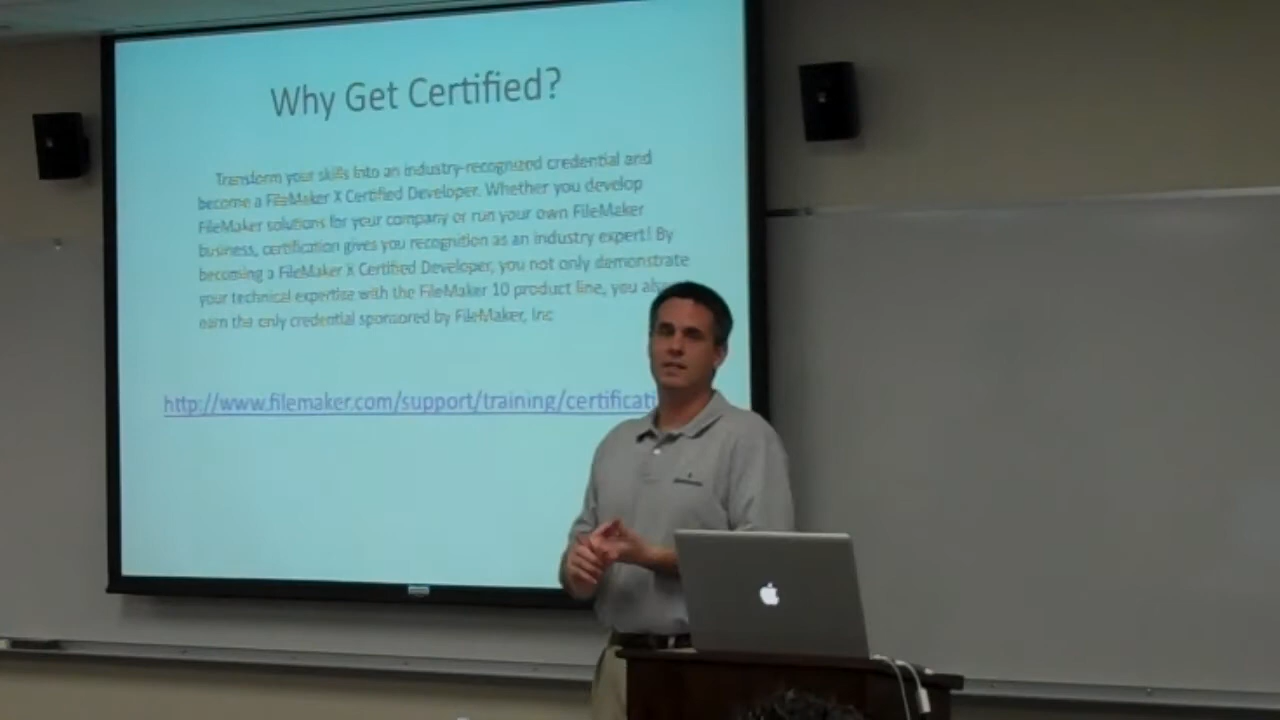 Why Get Certified?
Transform your skills into an industry-recognized credential and
become a FileMaker X Certified Developer. Whether you develop
FileMaker solutions for your company or run your own FileMaker
business, certification gives you recognition as an industry expert! By
becoming a FileMaker X Certified Developer, you not only demonstrate
your technical expertise with the FileMaker 10 product line, you
earn the only credential sponsored by FileMaker, Inc
http://www.filemaker.com/support/training/certificati